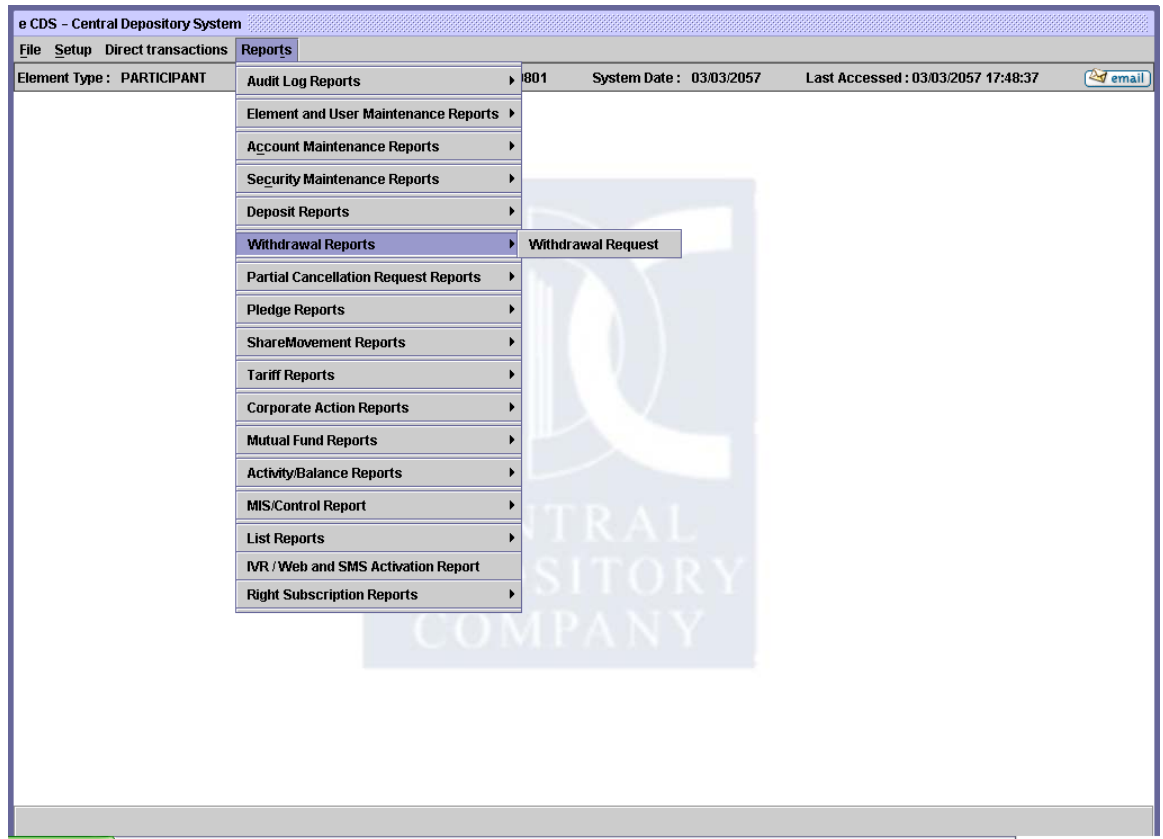 e CDS – Central Depository System
File Setup Direct transactions Reports
Element Type : PARTICIPANT 801 System Date : 03/03/2057 Last Accessed : 03/03/2057 17:48:37 email
Audit Log Reports
Element and User Maintenance Reports
Account Maintenance Reports
Security Maintenance Reports
Deposit Reports
Withdrawal Reports Withdrawal Request
Partial Cancellation Request Reports
Pledge Reports
ShareMovement Reports
Tariff Reports
Corporate Action Reports
Mutual Fund Reports
Activity/Balance Reports
MIS/Control Report
List Reports
IVR / Web and SMS Activation Report
Right Subscription Reports
COMPANY